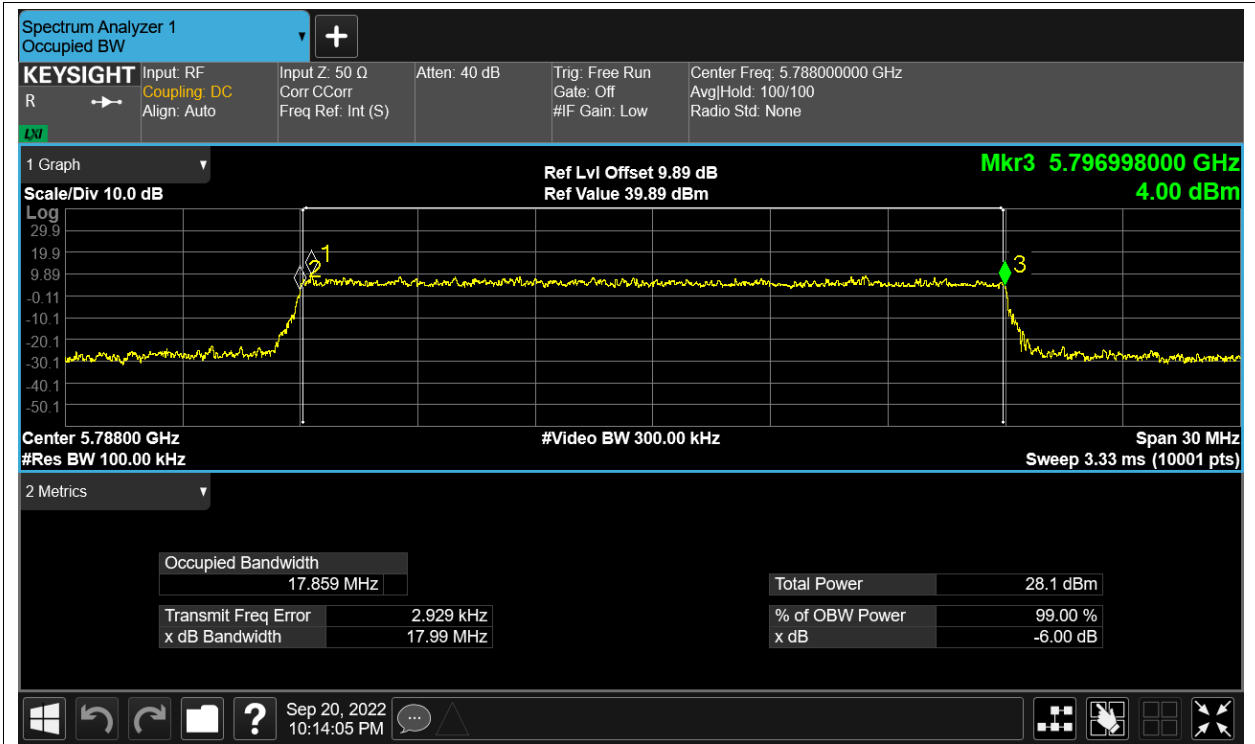 Spectrum Analyzer 1
Occupied BW
+
KEYSIGHT
R
LXI
Input: RF
Coupling: DC
Align: Auto
Input Z: 50 Ω
Corr CCorr
Freq Ref: Int (S)
Atten: 40 dB
Trig: Free Run
Gate: Off
#IF Gain: Low
Center Freq: 5.788000000 GHz
Avg|Hold: 100/100
Radio Std: None
1 Graph
Scale/Div 10.0 dB
Ref Lvl Offset 9.89 dB
Ref Value 39.89 dBm
Mkr3 5.796998000 GHz
4.00 dBm
Log
29.9
19.9
9.89
-0.11
-10.1
-20.1
-30.1
-40.1
-50.1
1
2
3
Center 5.78800 GHz
#Video BW 300.00 kHz
Span 30 MHz
#Res BW 100.00 kHz
Sweep 3.33 ms (10001 pts)
2 Metrics
Occupied Bandwidth
17.859 MHz
Transmit Freq Error 2.929 kHz
x dB Bandwidth 17.99 MHz
Total Power 28.1 dBm
% of OBW Power 99.00 %
x dB -6.00 dB
?
Sep 20, 2022
10:14:05 PM